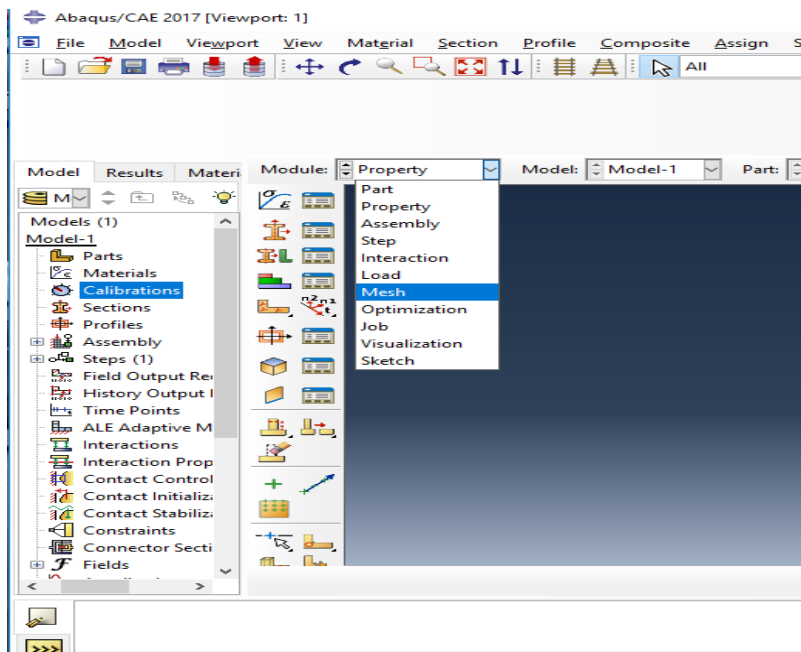 Abaqus/CAE 2017 [Viewport: 1]
File Model Viewport View Material Section Profile Composite Assign S
All
Model Results Materi
Module: Property Model: Model-1 Part:
M
Models (1)
Model-1
Parts
Materials
Calibrations
Sections
Profiles
Assembly
Steps (1)
Field Output Re
History Output
Time Points
ALE Adaptive M
Interactions
Interaction Prop
Contact Control
Contact Initializ
Contact Stabiliz
Constraints
Connector Secti
Fields
Part
Property
Assembly
Step
Interaction
Load
Mesh
Optimization
Job
Visualization
Sketch
σ
ε
n2 n1
t
>>>